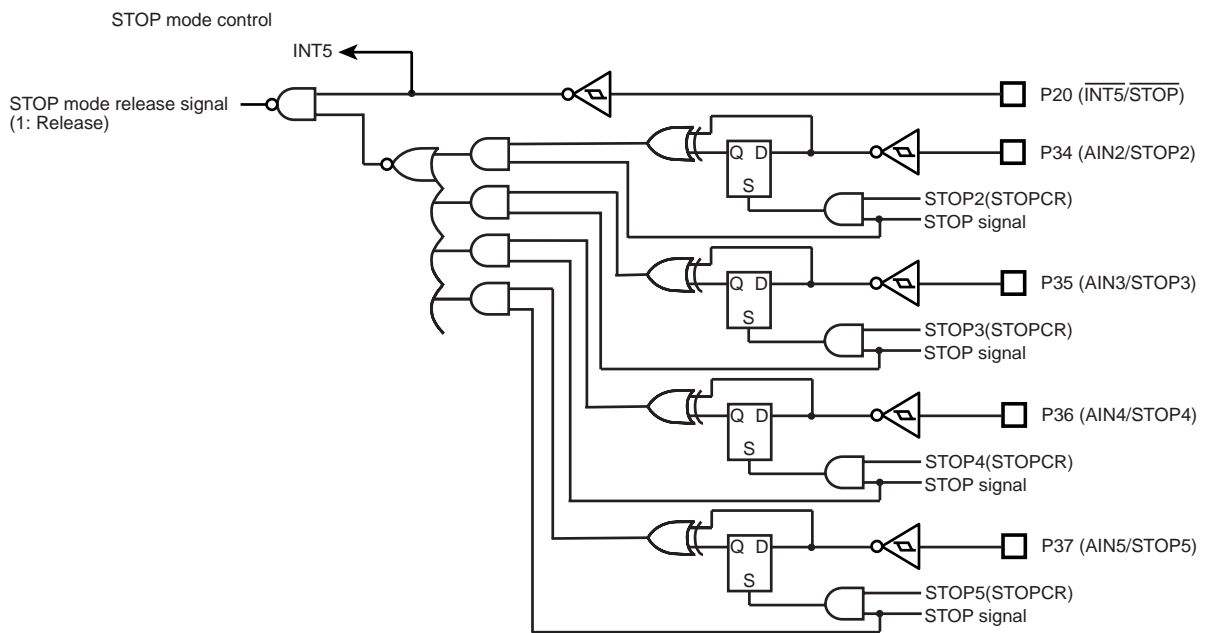 STOP mode control
INT5
STOP mode release signal
(1: Release)
P20 (INT5/STOP)
P34 (AIN2/STOP2)
Q D
S
STOP2(STOPCR)
STOP signal
P35 (AIN3/STOP3)
Q D
S
STOP3(STOPCR)
STOP signal
P36 (AIN4/STOP4)
Q D
S
STOP4(STOPCR)
STOP signal
P37 (AIN5/STOP5)
Q D
S
STOP5(STOPCR)
STOP signal